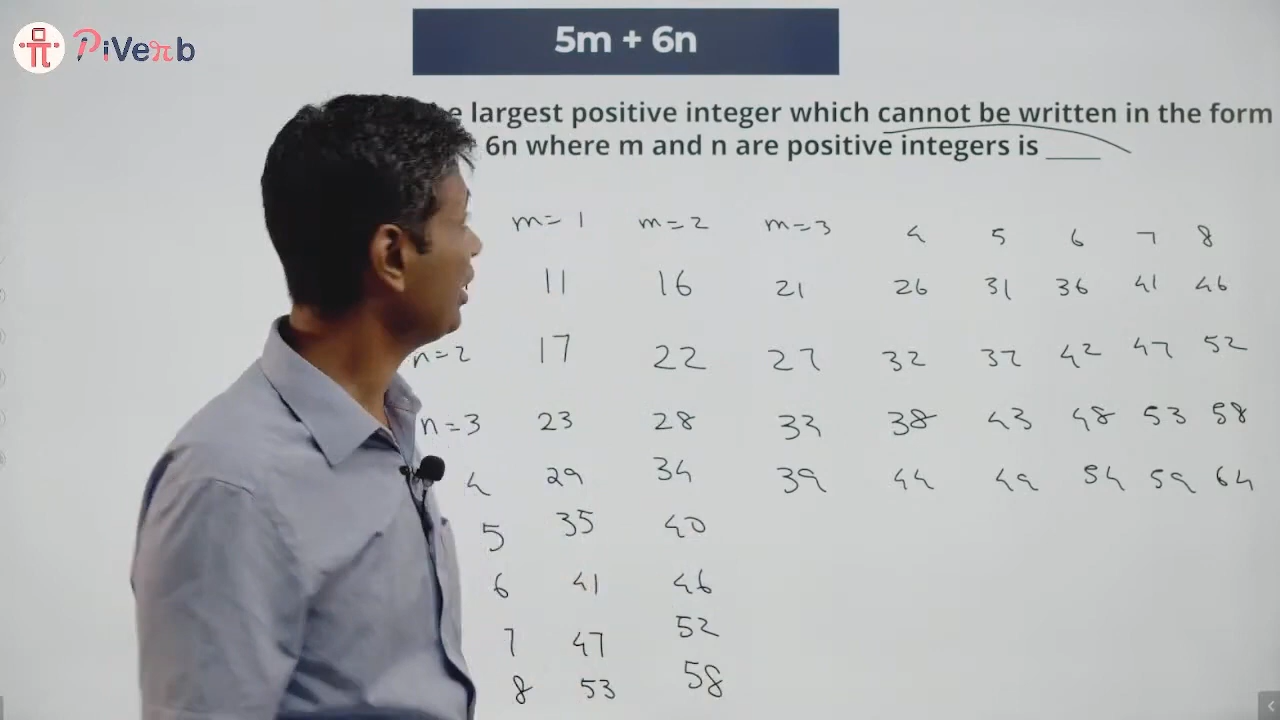 PiVerb
5m + 6n
e largest positive integer which cannot be written in the form
6n where m and n are positive integers is ____
m=1 m=2 m=3 4 5 6 7 8
11 16 21 26 31 36 41 46
n=2 17 22 27 32 37 42 47 52
n=3 23 28 33 38 43 48 53 58
4 29 34 39 44 49 54 59 64
5 35 40
6 41 46
7 47 52
8 53 58